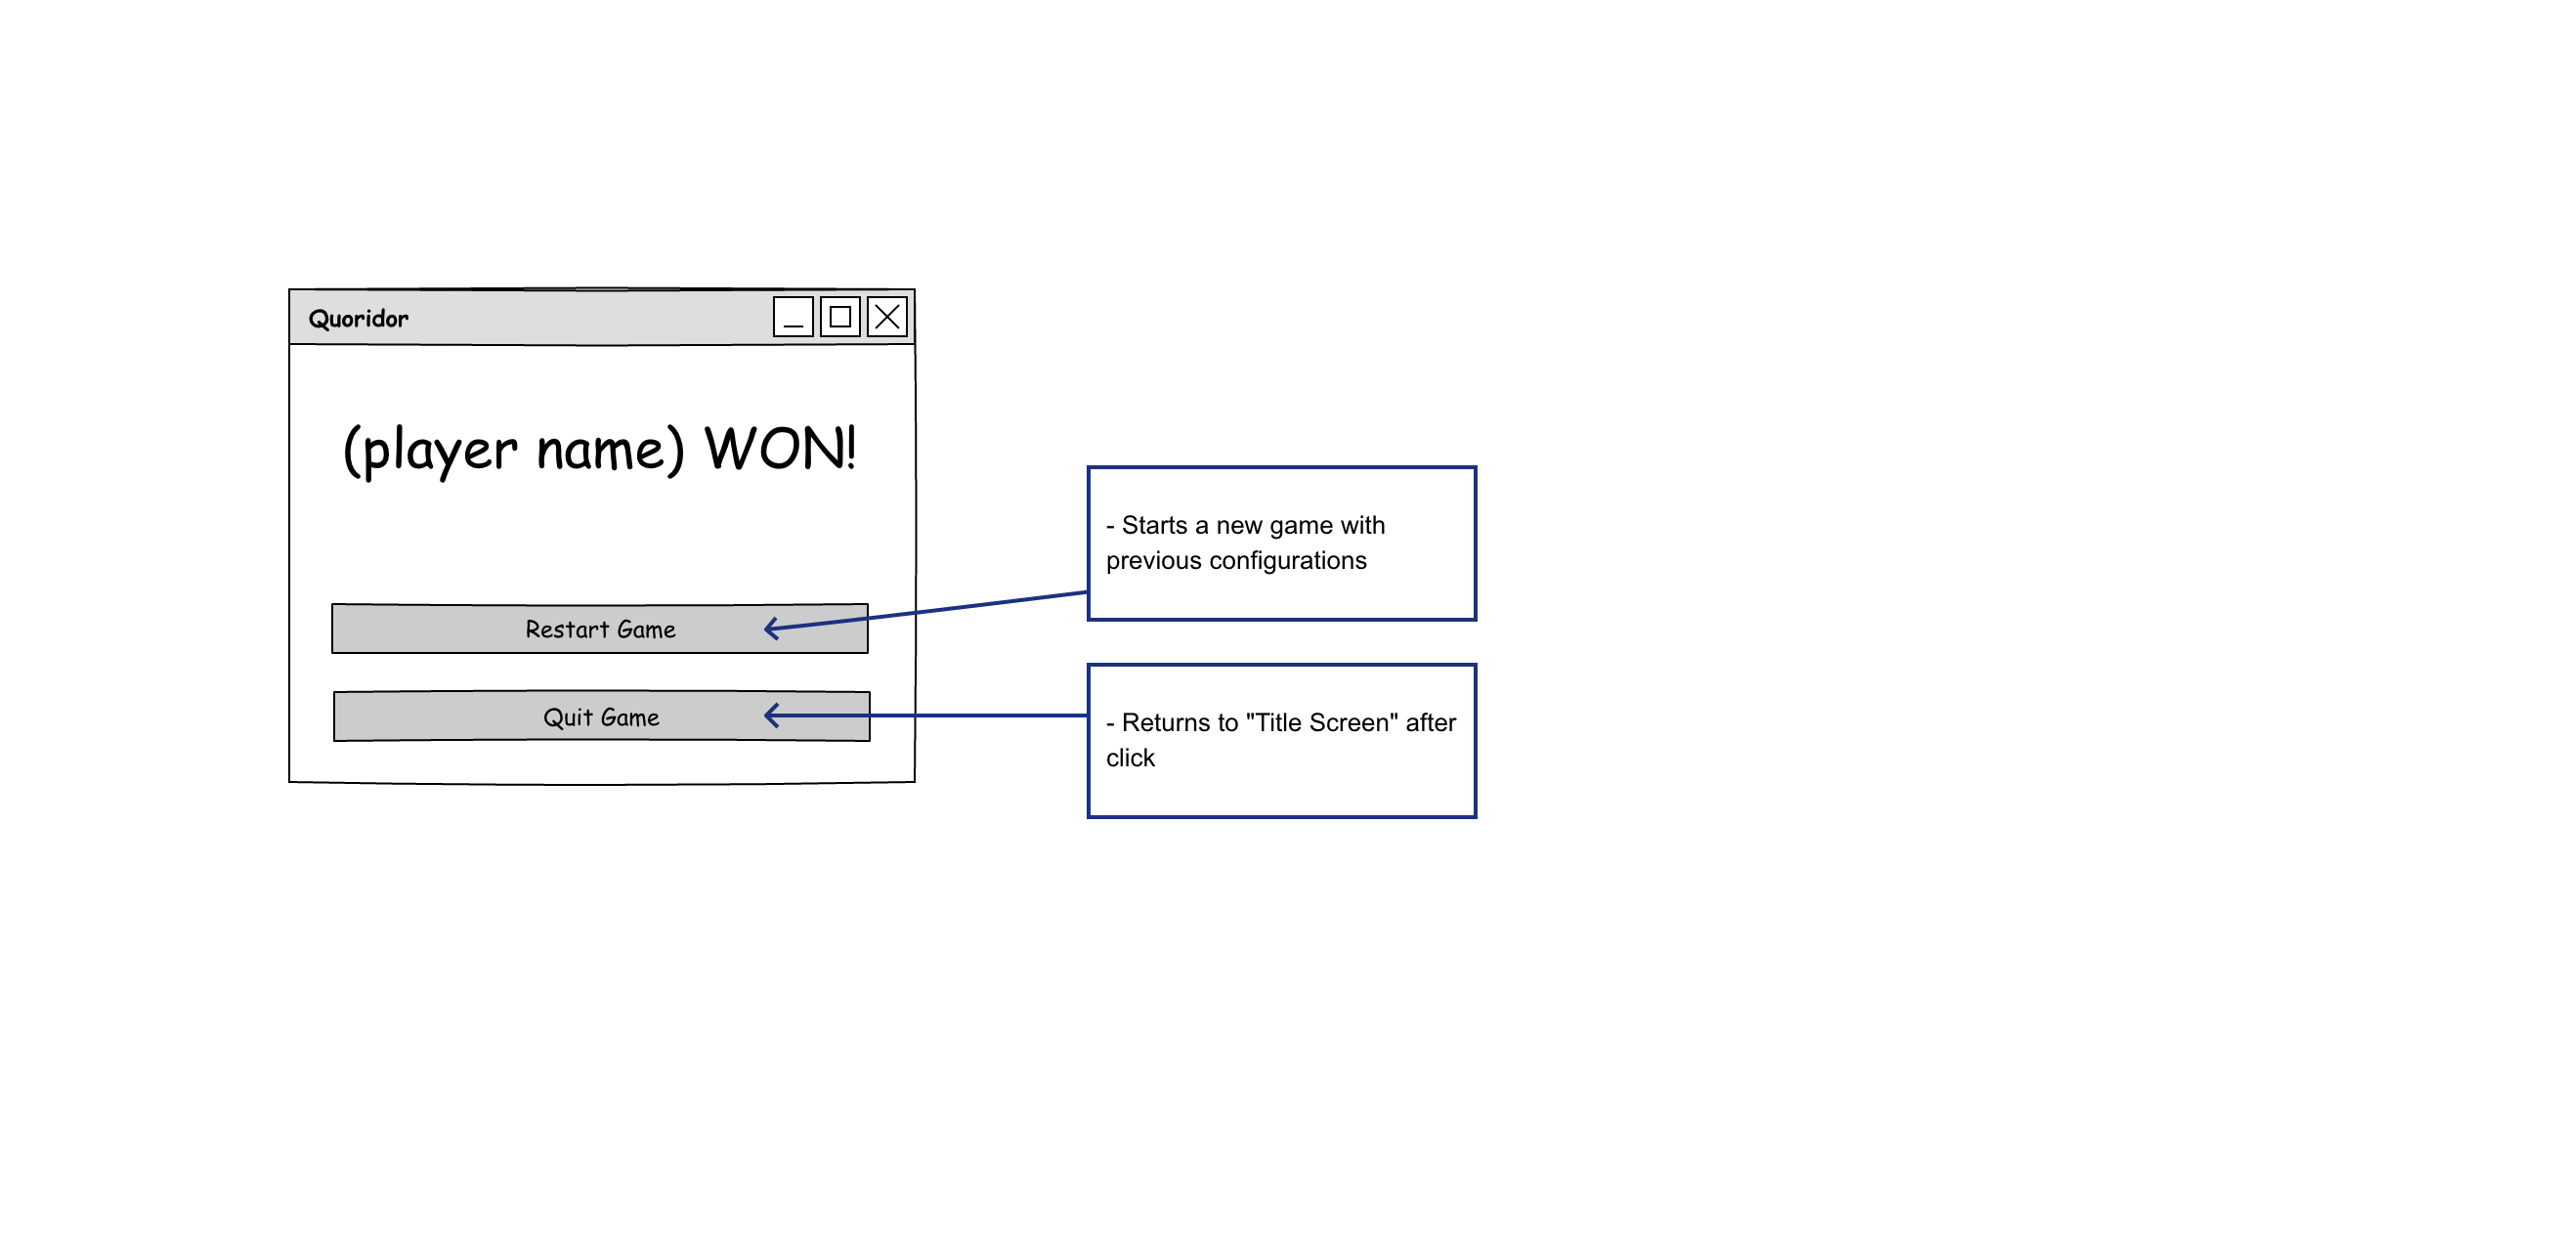 Quoridor
(player name) WON!
Restart Game
Quit Game
- Starts a new game with
previous configurations
- Returns to "Title Screen" after
click